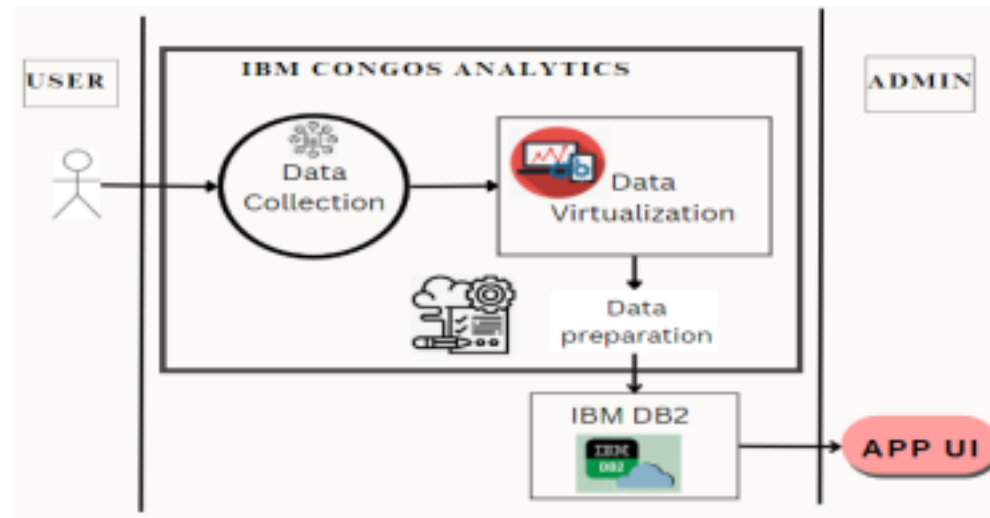 USER
IBM CONGOS ANALYTICS
ADMIN
Data
Collection
Data
Virtualization
Data
preparation
IBM DB2
IBM
DB2
APP UI